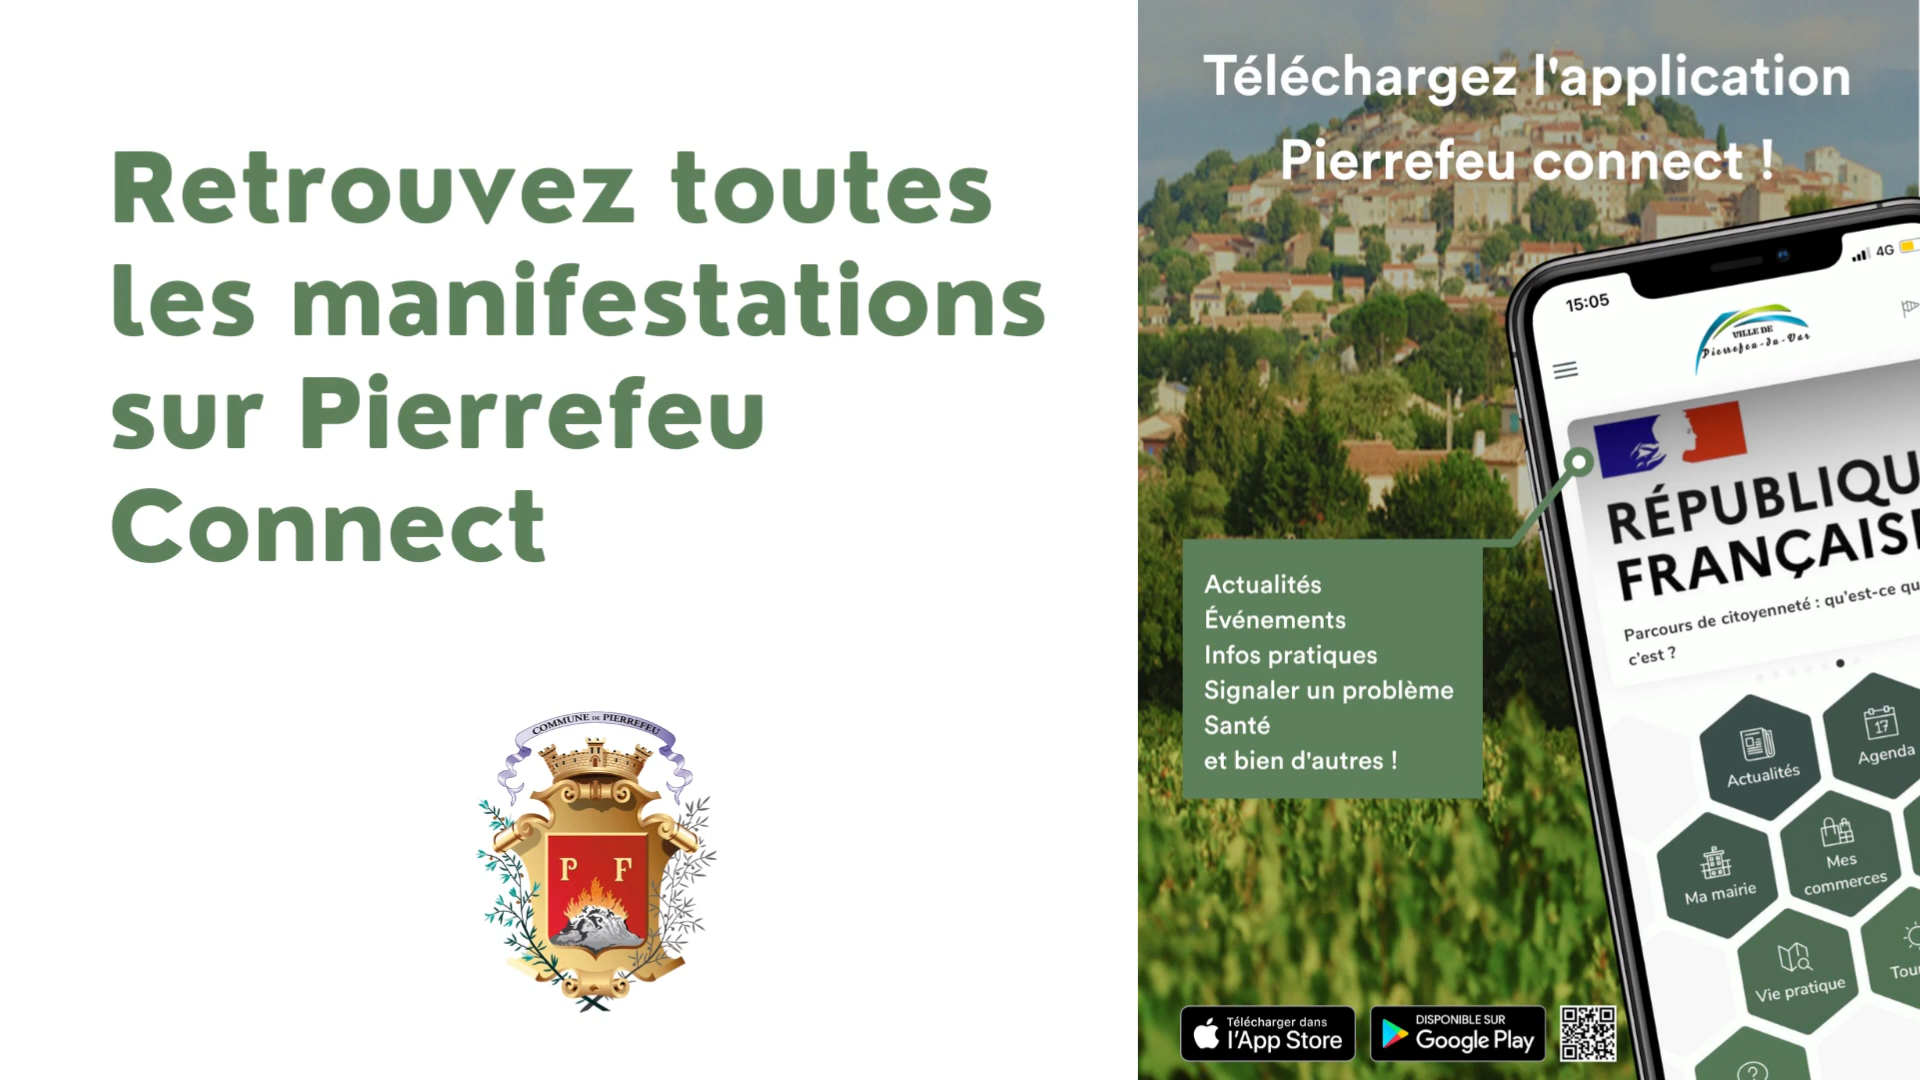 Retrouvez toutes
les manifestations
sur Pierrefeu
Connect
COMMUNE DE PIERREFEU
P F
Téléchargez l'application
Pierrefeu connect !
15:05
4G
VILLE DE
Pierrefeu-du-Var
RÉPUBLIQU
FRANÇAIS
Parcours de citoyenneté : qu'est-ce qu
c'est ?
Actualités
Événements
Infos pratiques
Signaler un problème
Santé
et bien d'autres !
17
Actualités
Agenda
Ma mairie
Mes
commerces
Vie pratique
Tou
?
Télécharger dans
l'App Store
DISPONIBLE SUR
Google Play